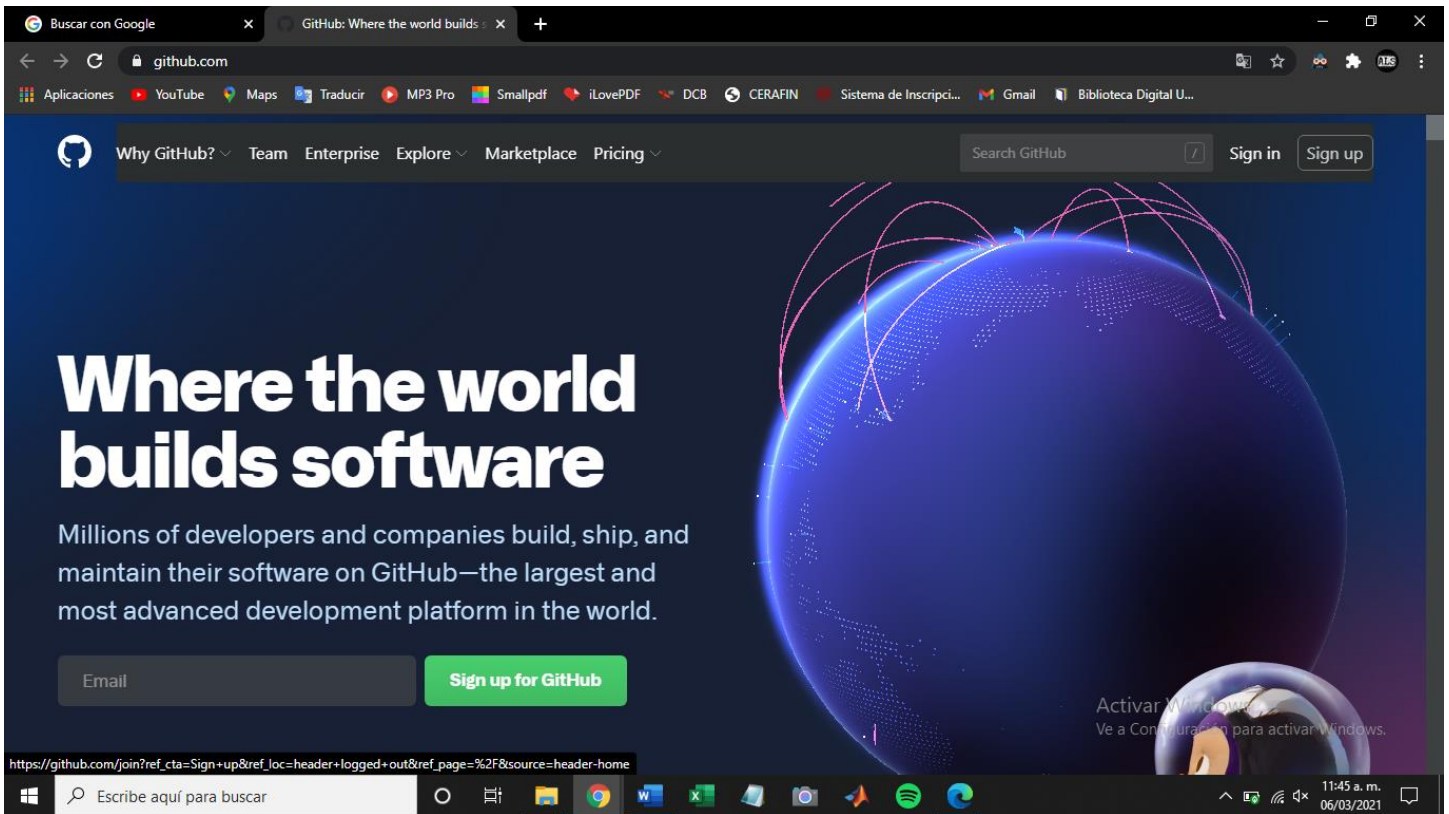 Buscar con Google
GitHub: Where the world builds s
github.com
Aplicaciones YouTube Maps Traducir MP3 Pro Smallpdf iLovePDF DCB CERAFIN Sistema de Inscripci... Gmail Biblioteca Digital U...
Why GitHub? Team Enterprise Explore Marketplace Pricing Search GitHub / Sign in Sign up
Where the world
builds software
Millions of developers and companies build, ship, and
maintain their software on GitHub—the largest and
most advanced development platform in the world.
Email Sign up for GitHub
Activar Windows
Ve a Configuración para activar Windows.
https://github.com/join?ref_cta=Sign+up&ref_loc=header+logged+out&ref_page=%2F&source=header-home
Escribe aquí para buscar
11:45 a. m.
06/03/2021